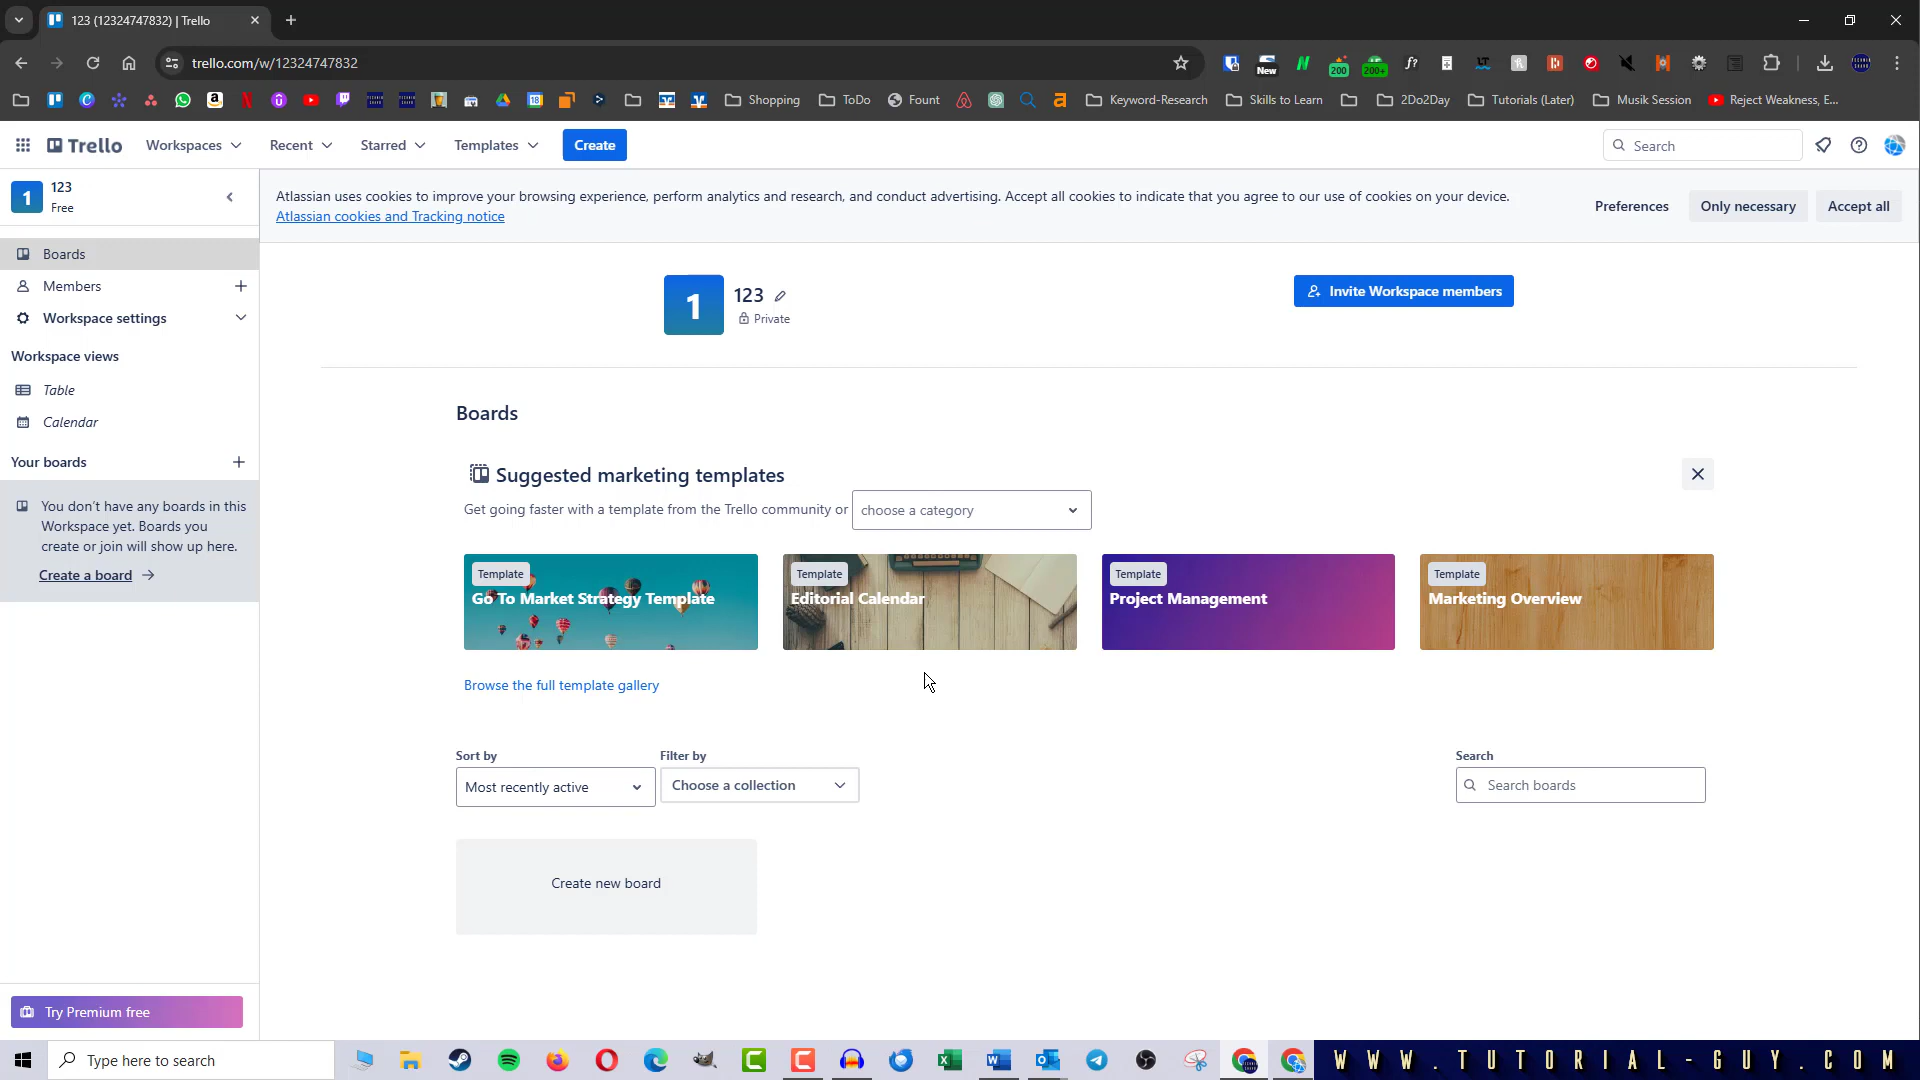 123 (12324747832) | Trello
trello.com/w/12324747832
New
200
200+
f?
Shopping
ToDo
Fount
Keyword-Research
Skills to Learn
2Do2Day
Tutorials (Later)
Musik Session
Reject Weakness, E...
Trello
Workspaces
Recent
Starred
Templates
Create
Search
1
123
Free
Atlassian uses cookies to improve your browsing experience, perform analytics and research, and conduct advertising. Accept all cookies to indicate that you agree to our use of cookies on your device.
Atlassian cookies and Tracking notice
Preferences
Only necessary
Accept all
Boards
Members
Workspace settings
Workspace views
Table
Calendar
Your boards
You don't have any boards in this
Workspace yet. Boards you
create or join will show up here.
Create a board
Try Premium free
1
123
Private
Invite Workspace members
Boards
Suggested marketing templates
Get going faster with a template from the Trello community or
choose a category
Template
Go To Market Strategy Template
Template
Editorial Calendar
Template
Project Management
Template
Marketing Overview
Browse the full template gallery
Sort by
Most recently active
Filter by
Choose a collection
Search
Search boards
Create new board
Type here to search
WWW.TUTORIAL-GUY.COM